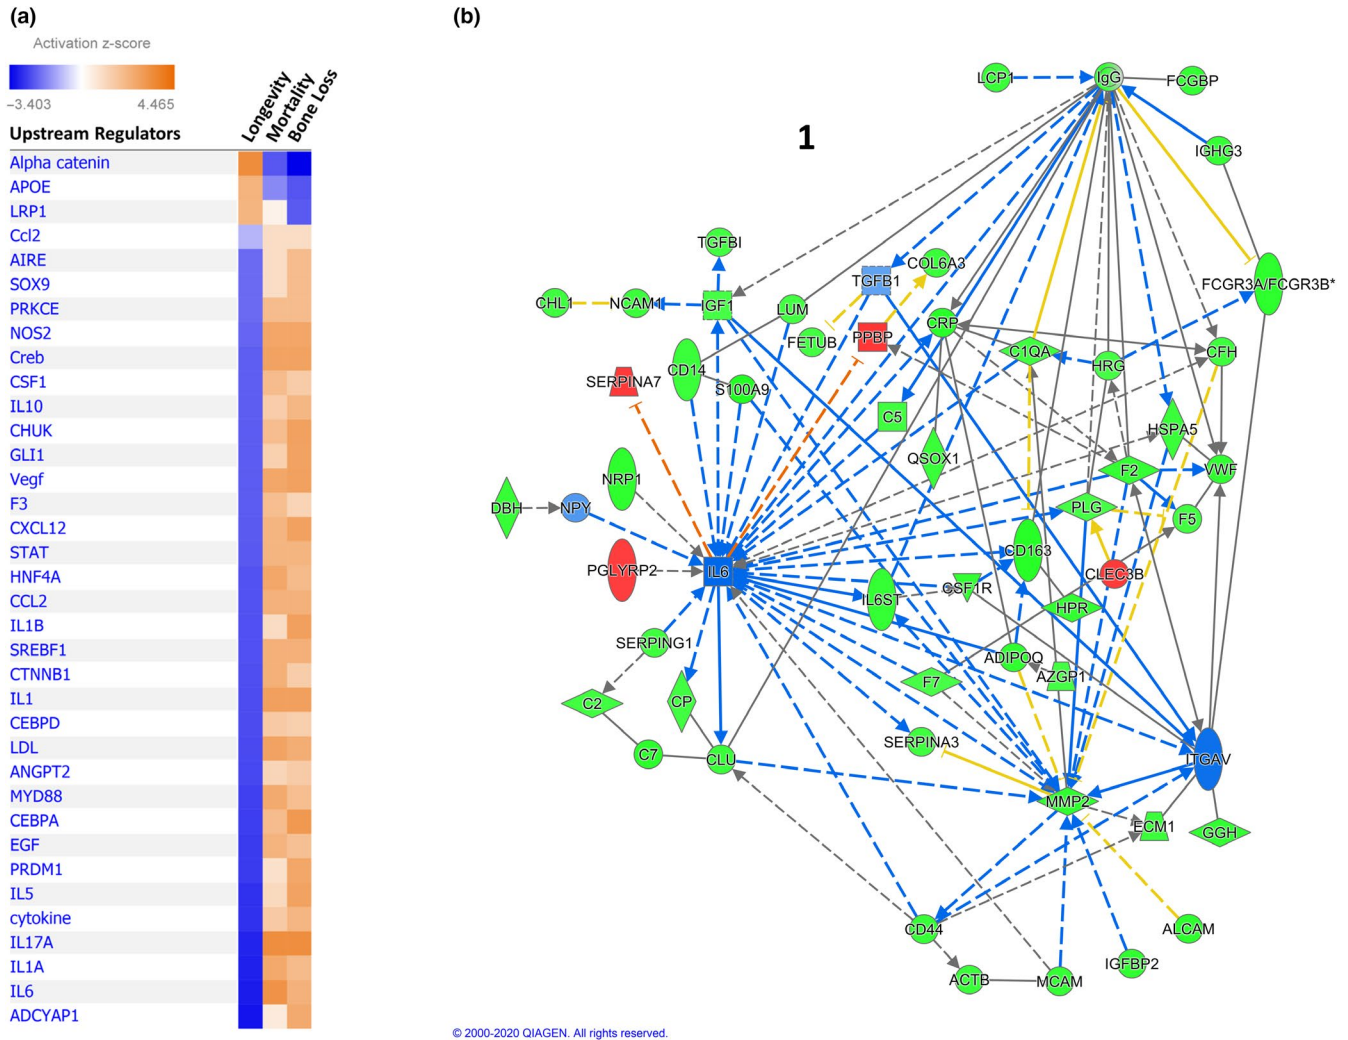 (a)
Activation z-score
−3.403 4.465
Longevity
Mortality
Bone Loss
Upstream Regulators
Alpha catenin
APOE
LRP1
Ccl2
AIRE
SOX9
PRKCE
NOS2
Creb
CSF1
IL10
CHUK
GLI1
Vegf
F3
CXCL12
STAT
HNF4A
CCL2
IL1B
SREBF1
CTNNB1
IL1
CEBPD
LDL
ANGPT2
MYD88
CEBPA
EGF
PRDM1
IL5
cytokine
IL17A
IL1A
IL6
ADCYAP1
(b)
1
LCP1
IgG
FCGBP
IGHG3
TGFBI
TGFB1
COL6A3
FCGR3A/FCGR3B*
CHL1
NCAM1
IGF1
LUM
FETUB
PPBP
CRP
C1QA
HRG
CFH
SERPINA7
CD14
S100A9
C5
QSOX1
HSPA5
F2
VWF
NRP1
DBH
NPY
PLG
F5
PGLYRP2
IL6
CD163
CLEC3B
IL6ST
CSF1R
HPR
SERPING1
ADIPOQ
AZGP1
F7
C2
CP
SERPINA3
C7
CLU
ITGAV
MMP2
ECM1
GGH
CD44
ALCAM
IGFBP2
ACTB
MCAM
© 2000-2020 QIAGEN. All rights reserved.